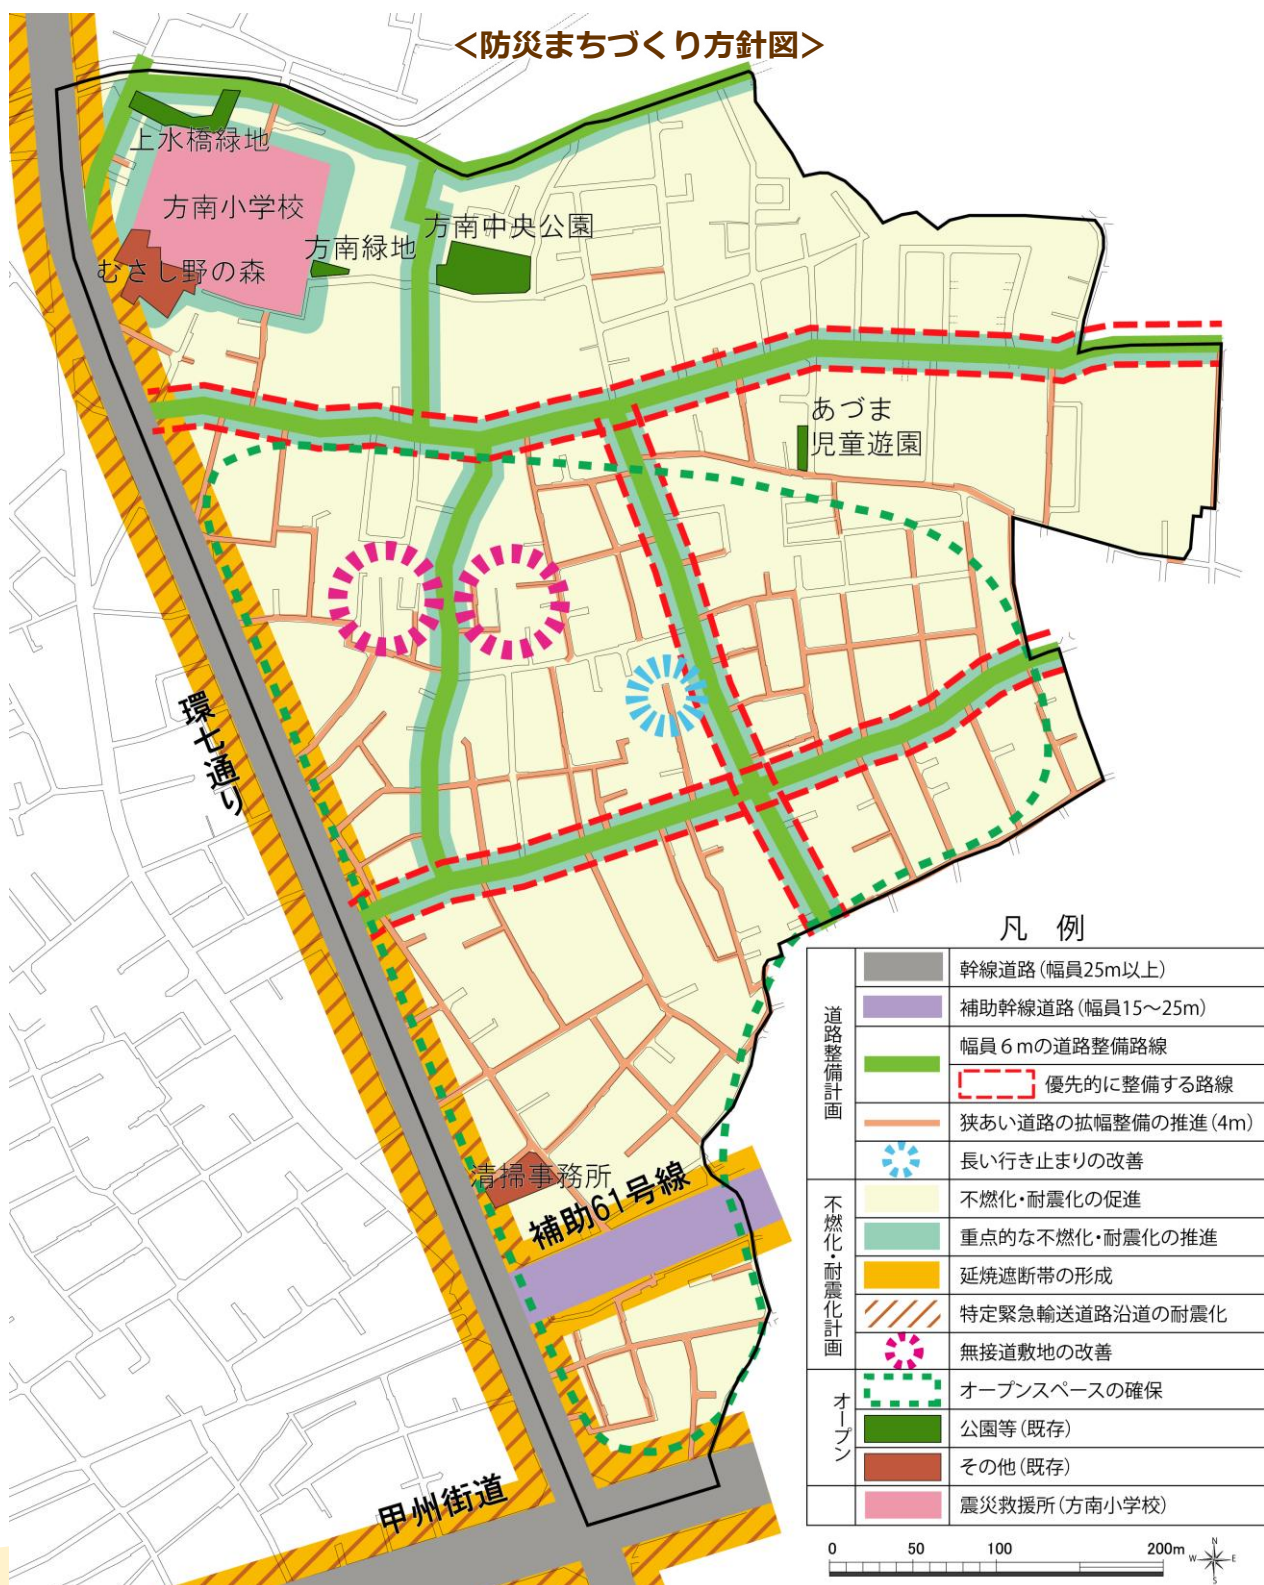 ＜防災まちづくり方針図＞
上水橋緑地
方南小学校
方南緑地
方南中央公園
むさし野の森
あづま
児童遊園
環七通り
清掃事務所
補助61号線
甲州街道
凡　例
道路整備計画
幹線道路（幅員25m以上）
補助幹線道路（幅員15～25m）
幅員６ｍの道路整備路線
優先的に整備する路線
狭あい道路の拡幅整備の推進（4m）
長い行き止まりの改善
不燃化・耐震化計画
不燃化・耐震化の促進
重点的な不燃化・耐震化の推進
延焼遮断帯の形成
特定緊急輸送道路沿道の耐震化
無接道敷地の改善
オープン
オープンスペースの確保
公園等（既存）
その他（既存）
震災救援所（方南小学校）
0 50 100 200m
N
W E
S